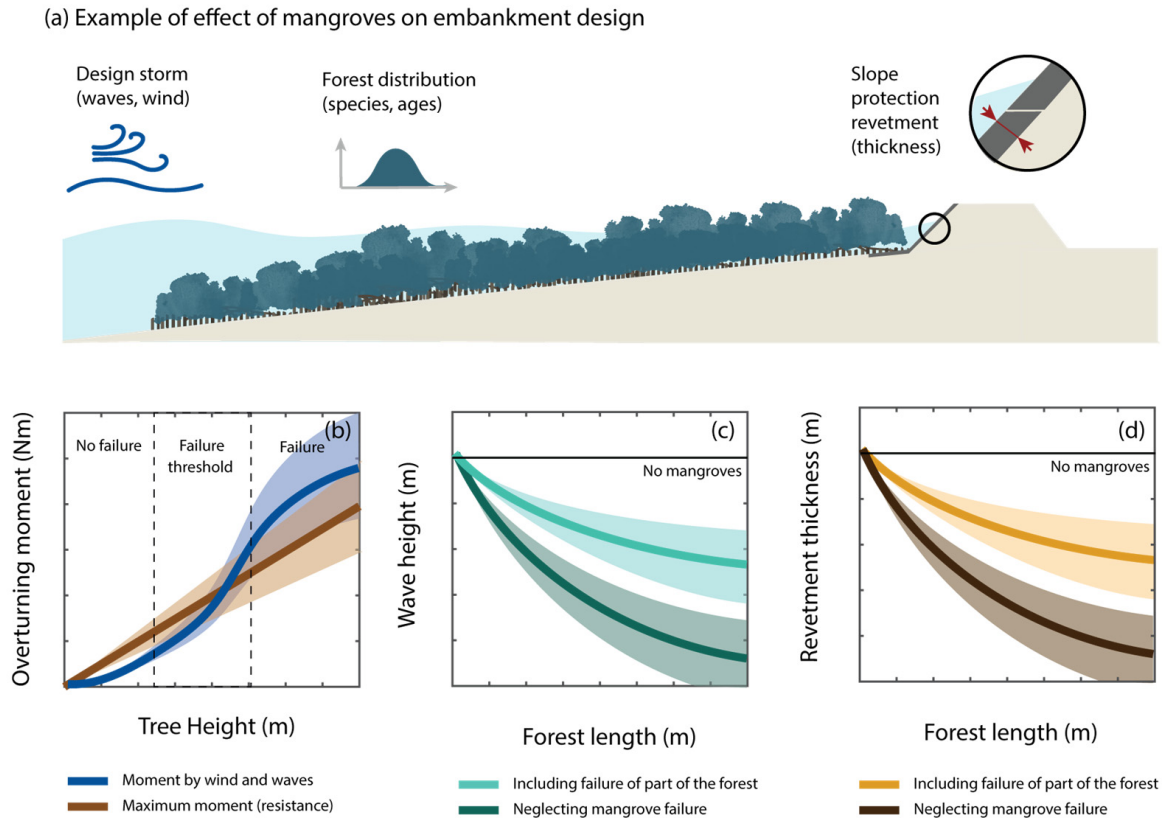 (a) Example of effect of mangroves on embankment design
Design storm
(waves, wind)
Forest distribution
(species, ages)
Slope
protection
revetment
(thickness)
Overturning moment (Nm)
No failure
Failure
threshold
Failure
(b)
Tree Height (m)
Moment by wind and waves
Maximum moment (resistance)
Wave height (m)
(c)
No mangroves
Forest length (m)
Including failure of part of the forest
Neglecting mangrove failure
Revetment thickness (m)
(d)
No mangroves
Forest length (m)
Including failure of part of the forest
Neglecting mangrove failure